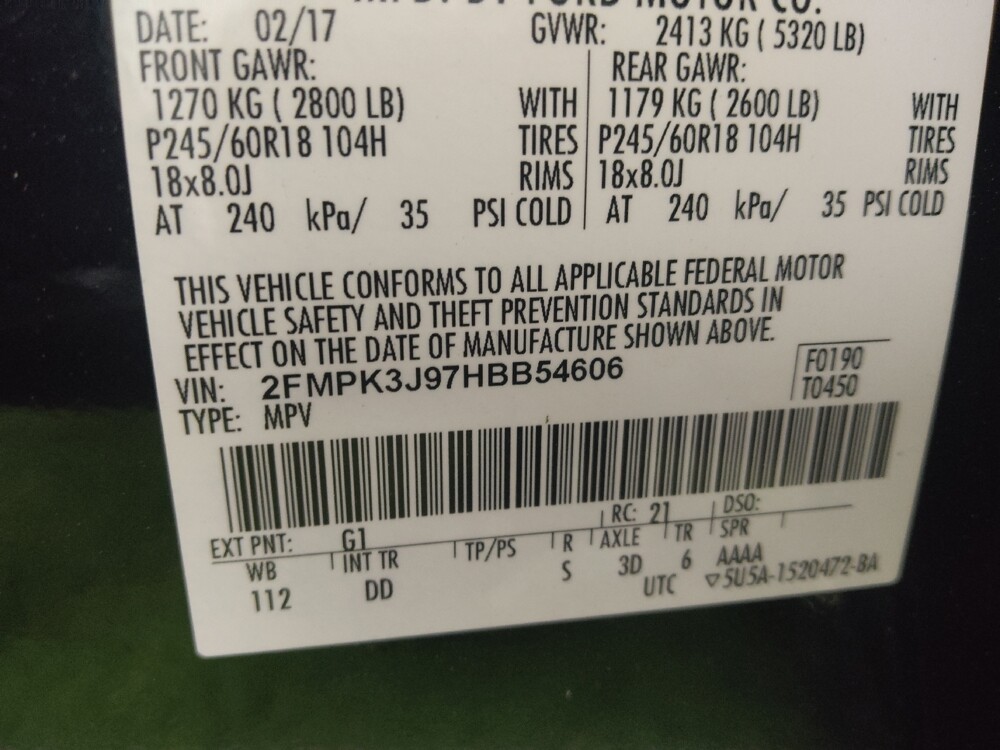 MFD. BY FORD MOTOR CO.
DATE: 02/17 GVWR: 2413 KG ( 5320 LB)
FRONT GAWR: REAR GAWR:
1270 KG ( 2800 LB) WITH 1179 KG ( 2600 LB) WITH
P245/60R18 104H TIRES P245/60R18 104H TIRES
18x8.0J RIMS 18x8.0J RIMS
AT 240 kPa/ 35 PSI COLD AT 240 kPa/ 35 PSI COLD
THIS VEHICLE CONFORMS TO ALL APPLICABLE FEDERAL MOTOR
VEHICLE SAFETY AND THEFT PREVENTION STANDARDS IN
EFFECT ON THE DATE OF MANUFACTURE SHOWN ABOVE.
VIN: 2FMPK3J97HBB54606 F0190
TYPE: MPV T0450
EXT PNT: G1 RC: 21 DSO:
WB INT TR TP/PS R AXLE TR SPR
112 DD S 3D 6 AAAA
UTC ▽5U5A-1520472-BA